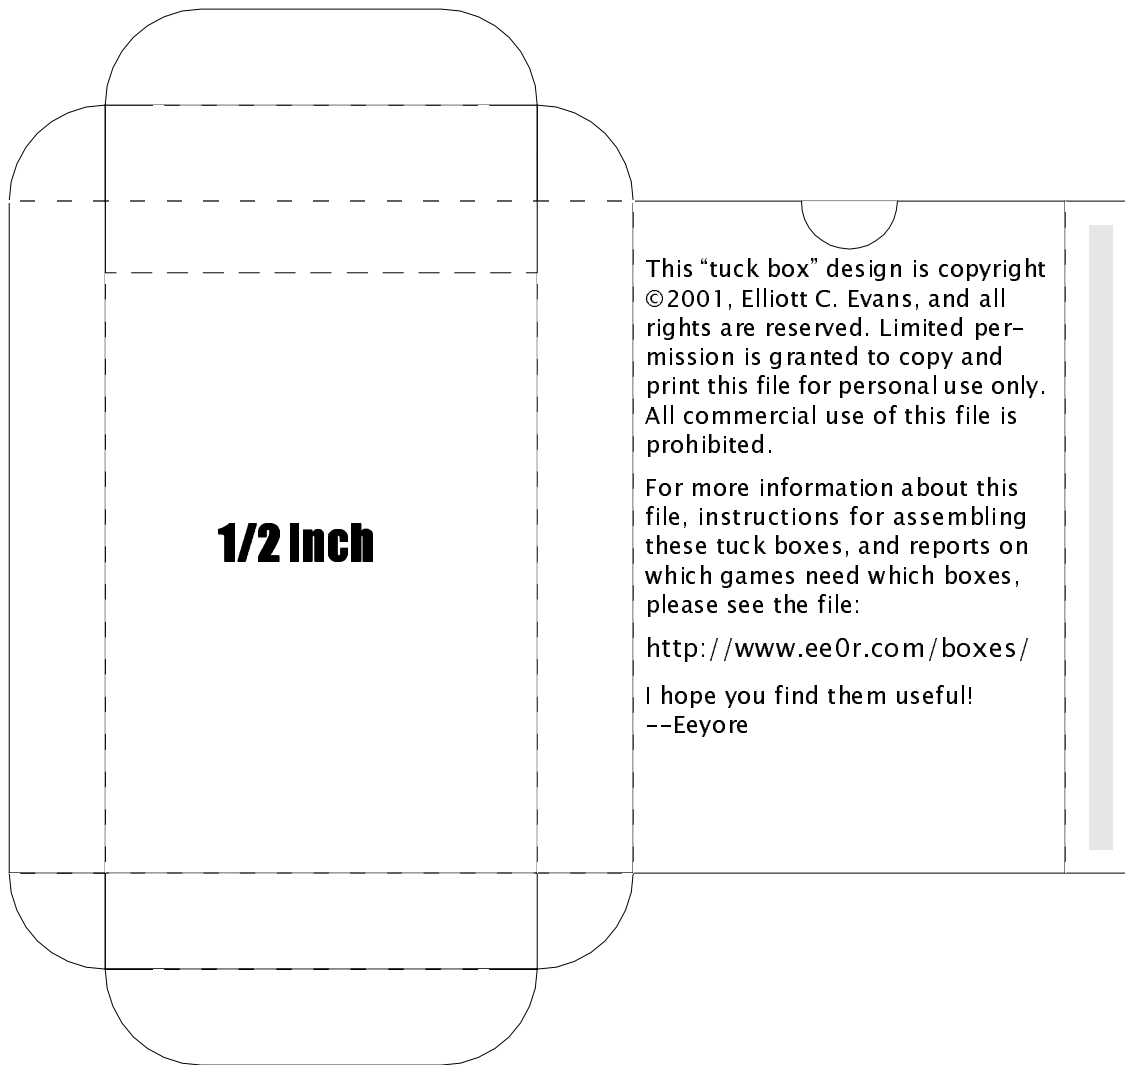 1/2 Inch
This “tuck box” design is copyright
©2001, Elliott C. Evans, and all
rights are reserved. Limited per-
mission is granted to copy and
print this file for personal use only.
All commercial use of this file is
prohibited.
For more information about this
file, instructions for assembling
these tuck boxes, and reports on
which games need which boxes,
please see the file:
http://www.ee0r.com/boxes/
I hope you find them useful!
--Eeyore